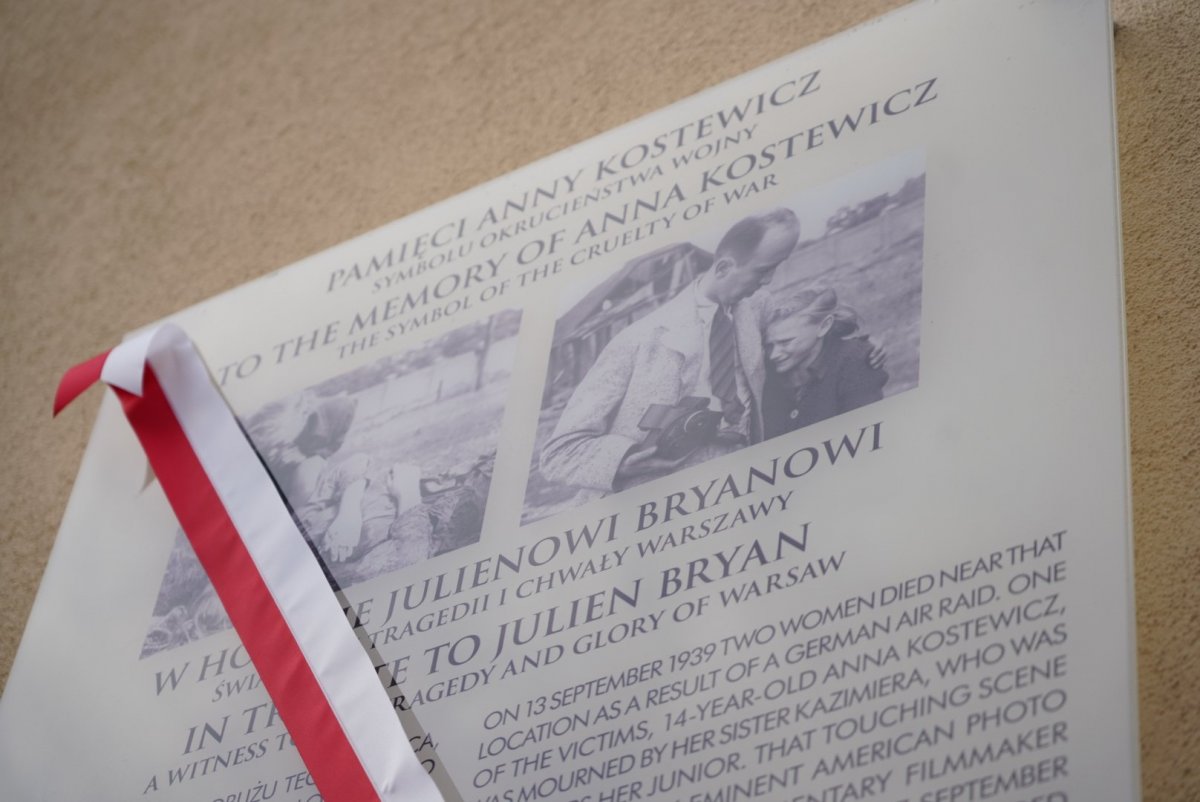 PAMIĘCI ANNY KOSTEWICZ
SYMBOLU OKRUCIEŃSTWA WOJNY
TO THE MEMORY OF ANNA KOSTEWICZ
THE SYMBOL OF THE CRUELTY OF WAR
W JULIENOWI BRYANOWI
TRAGEDII I CHWAŁY WARSZAWY
IN TO JULIEN BRYAN
A WITNESS AND GLORY OF WARSAW
ON 13 SEPTEMBER 1939 TWO WOMEN DIED NEAR THAT
LOCATION AS A RESULT OF A GERMAN AIR RAID. ONE
OF THE VICTIMS, 14-YEAR-OLD ANNA KOSTEWICZ,
WAS MOURNED BY HER SISTER KAZIMIERA, WHO WAS
HER JUNIOR. THAT TOUCHING SCENE
EMINENT AMERICAN PHOTO
FILMMAKER
SEPTEMBER